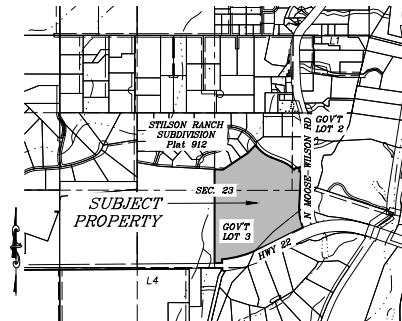 STILSON RANCH
SUBDIVISION
Plat 912
GOV'T
LOT 2
N MOOSE-WILSON RD
SEC. 23
SUBJECT
PROPERTY
GOV'T
LOT 3
HWY 22
L4